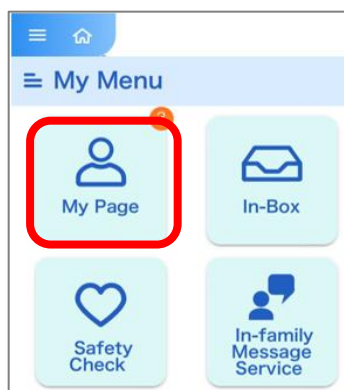 My Menu
My Page
In-Box
Safety
Check
In-family
Message
Service